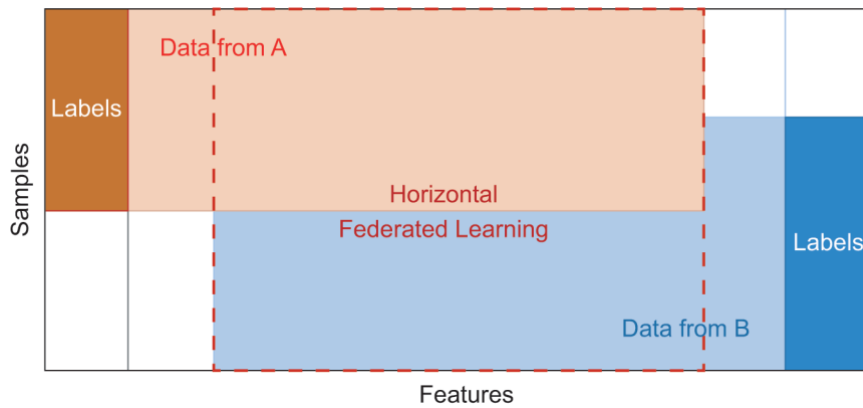 Data from A
Labels
Samples
Horizontal
Federated Learning
Labels
Data from B
Features